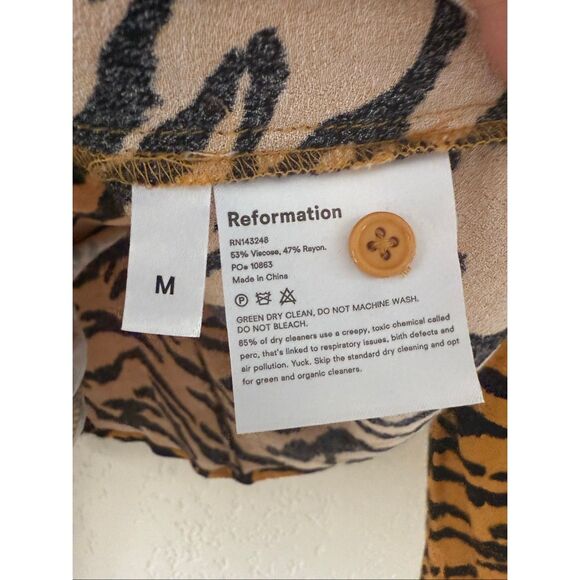 M
Reformation
RN143248
53% Viscose, 47% Rayon.
PO# 10863
Made in China
P
GREEN DRY CLEAN, DO NOT MACHINE WASH.
DO NOT BLEACH.
85% of dry cleaners use a creepy, toxic chemical called
perc, that's linked to respiratory issues, birth defects and
air pollution. Yuck. Skip the standard dry cleaning and opt
for green and organic cleaners.